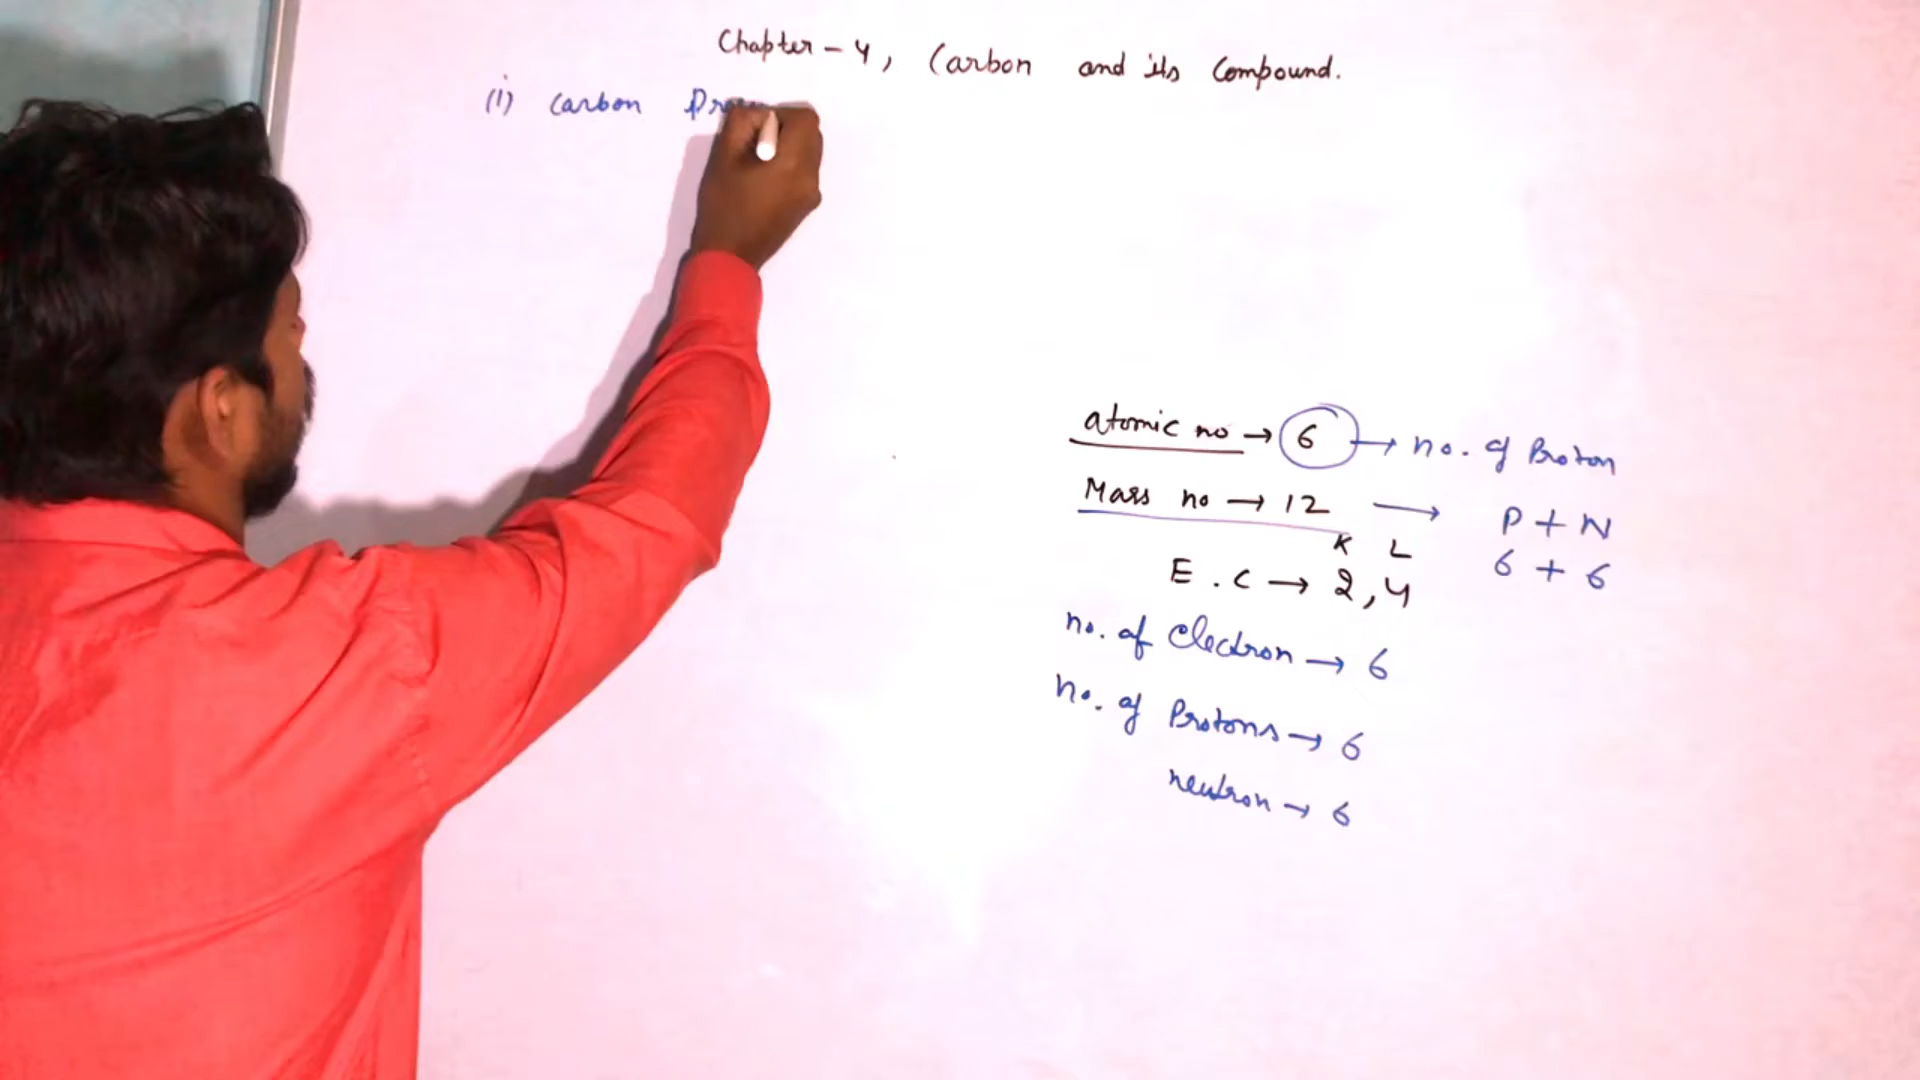 Chapter - 4, Carbon and its Compound.
(i) Carbon
atomic no → 6 → no. of Proton
Mass no → 12 → P + N
K L
6 + 6
E.C → 2,4
no. of Electron → 6
no. of Protons → 6
neutron → 6